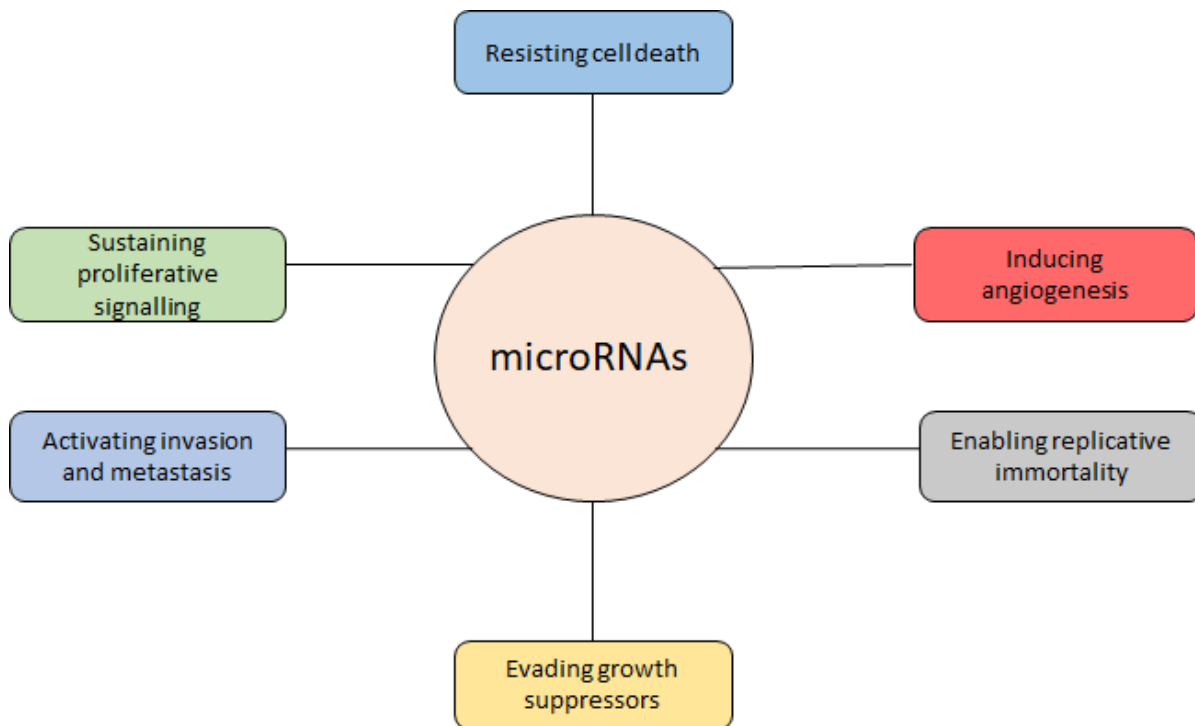 Resisting cell death
Sustaining
proliferative
signalling
Inducing
angiogenesis
microRNAs
Activating invasion
and metastasis
Enabling replicative
immortality
Evading growth
suppressors